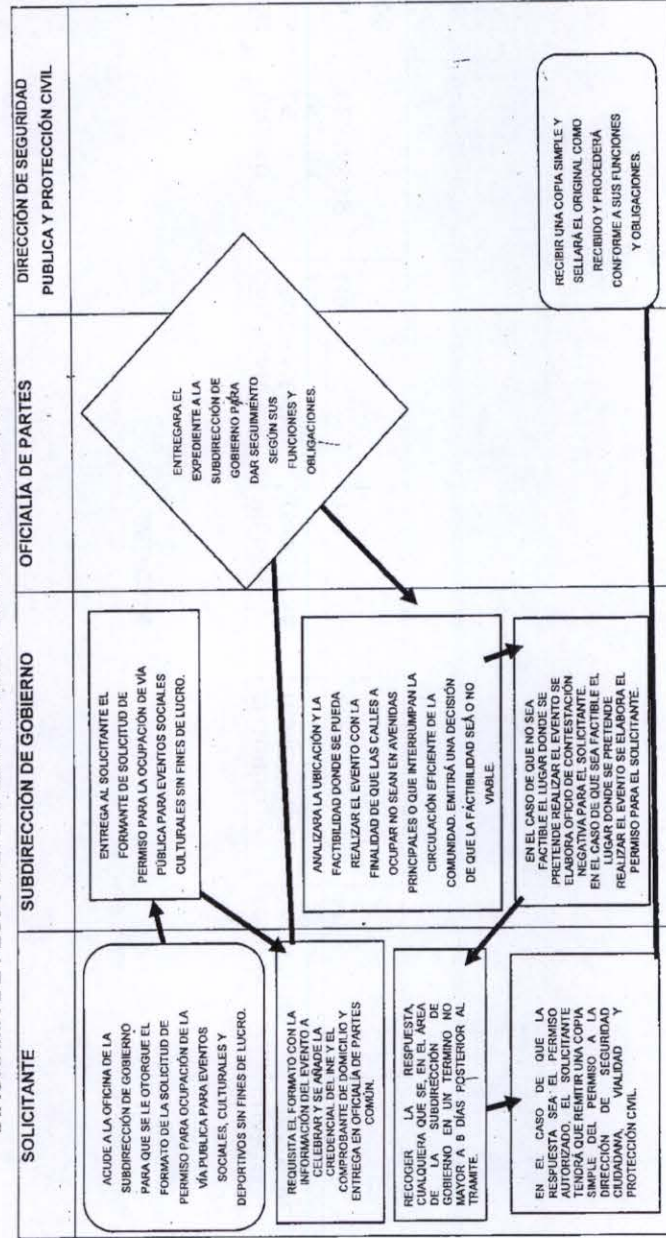 SOLICITANTE
SUBDIRECCIÓN DE GOBIERNO
OFICIALÍA DE PARTES
DIRECCIÓN DE SEGURIDAD
PUBLICA Y PROTECCIÓN CIVIL
ACUDE A LA OFICINA DE LA
SUBDIRECCIÓN DE GOBIERNO
PARA QUE SE LE OTORGUE EL
FORMATO DE LA SOLICITUD DE
PERMISO PARA OCUPACIÓN DE LA
VÍA PUBLICA PARA EVENTOS
SOCIALES, CULTURALES Y
DEPORTIVOS SIN FINES DE LUCRO.
ENTREGA AL SOLICITANTE EL
FORMANTE DE SOLICITUD DE
PERMISO PARA LA OCUPACIÓN DE VÍA
PÚBLICA PARA EVENTOS SOCIALES
CULTURALES SIN FINES DE LUCRO.
REQUISITA EL FORMATO CON LA
INFORMACIÓN DEL EVENTO A
CELEBRAR Y SE AÑADE LA
CREDENCIAL DEL INE Y EL
COMPROBANTE DE DOMICILIO Y
ENTREGA EN OFICIALÍA DE PARTES
COMÚN.
ENTREGARA EL
EXPEDIENTE A LA
SUBDIRECCIÓN DE
GOBIERNO PARA
DAR SEGUIMIENTO
SEGÚN SUS
FUNCIONES Y
OBLIGACIONES.
ANALIZARA LA UBICACIÓN Y LA
FACTIBILIDAD DONDE SE PUEDA
REALIZAR EL EVENTO CON LA
FINALIDAD DE QUE LAS CALLES A
OCUPAR NO SEAN EN AVENIDAS
PRINCIPALES O QUE INTERRUMPAN LA
CIRCULACIÓN EFICIENTE DE LA
COMUNIDAD. EMITIRÁ UNA DECISIÓN
DE QUE LA FACTIBILIDAD SEÁ O NO
VIABLE.
EN EL CASO DE QUE NO SEA
FACTIBLE EL LUGAR DONDE SE
PRETENDE REALIZAR EL EVENTO SE
ELABORA OFICIO DE CONTESTACIÓN
NEGATIVA PARA EL SOLICITANTE.
EN EL CASO DE QUE SEA FACTIBLE EL
LUGAR DONDE SE PRETENDE
REALIZAR EL EVENTO SE ELABORA EL
PERMISO PARA EL SOLICITANTE.
RECOGER LA RESPUESTA,
CUALQUIERA QUE SE, EN EL ÁREA
DE LA SUBDIRECCIÓN DE
GOBIERNO EN UN TERMINO NO
MAYOR A 8 DÍAS POSTERIOR AL
TRAMITE.
EN EL CASO DE QUE LA
RESPUESTA SEA EL PERMISO
AUTORIZADO, EL SOLICITANTE
TENDRÁ QUE REMITIR UNA COPIA
SIMPLE DEL PERMISO A LA
DIRECCIÓN DE SEGURIDAD
CIUDADANA, VIALIDAD Y
PROTECCIÓN CIVIL.
RECIBIR UNA COPIA SIMPLE Y
SELLARÁ EL ORIGINAL COMO
RECIBIDO Y PROCEDERÁ
CONFORME A SUS FUNCIONES
Y OBLIGACIONES.